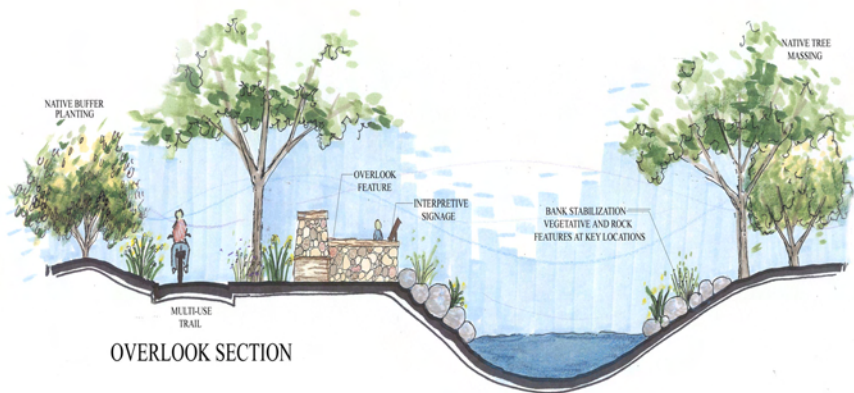 NATIVE BUFFER
PLANTING
OVERLOOK
FEATURE
INTERPRETIVE
SIGNAGE
BANK STABILIZATION
VEGETATIVE AND ROCK
FEATURES AT KEY LOCATIONS
NATIVE TREE
MASSING
MULTI-USE
TRAIL
OVERLOOK SECTION